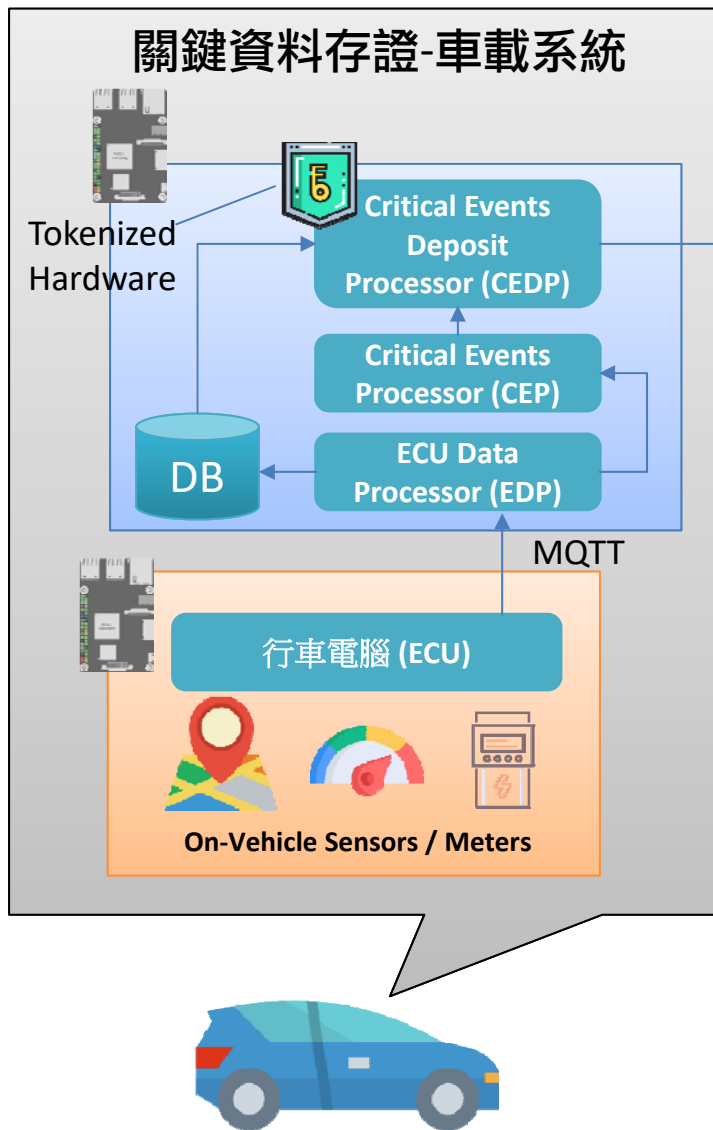 關鍵資料存證-車載系統
Tokenized
Hardware
Critical Events
Deposit
Processor (CEDP)
Critical Events
Processor (CEP)
DB
ECU Data
Processor (EDP)
MQTT
行車電腦 (ECU)
On-Vehicle Sensors / Meters